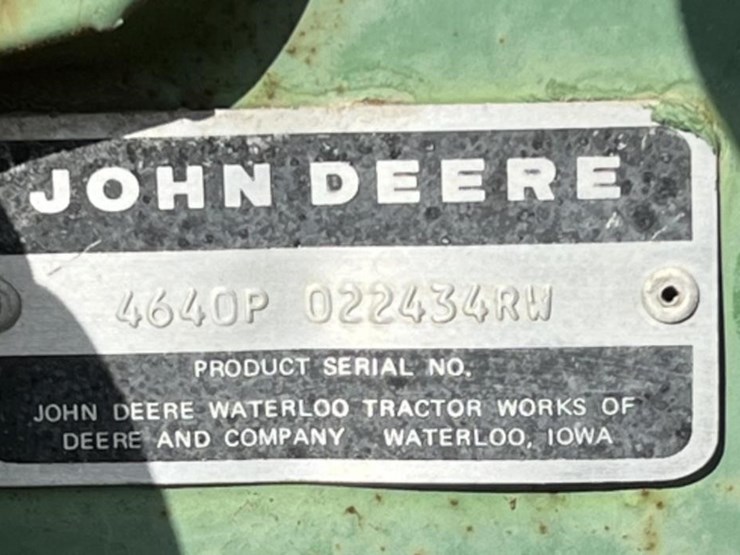 JOHN DEERE
4640P 022434RW
PRODUCT SERIAL NO.
JOHN DEERE WATERLOO TRACTOR WORKS OF
DEERE AND COMPANY WATERLOO, IOWA